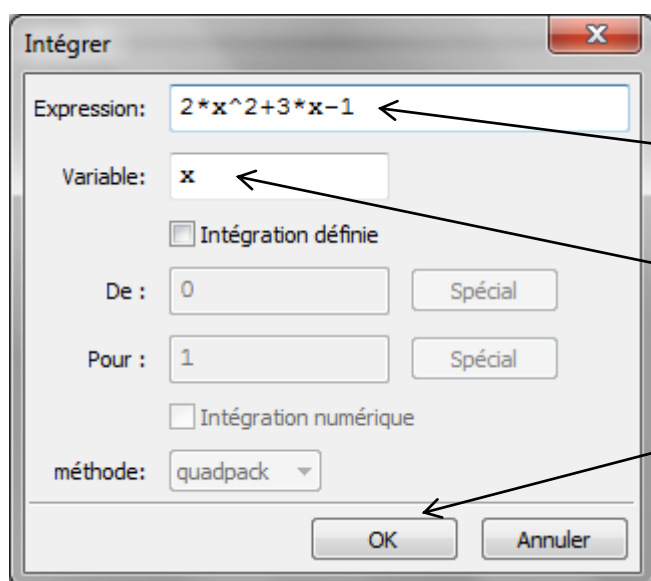 Intégrer
Expression: 2*x^2+3*x-1
Variable: x
Intégration définie
De : 0 Spécial
Pour : 1 Spécial
Intégration numérique
méthode: quadpack
OK Annuler